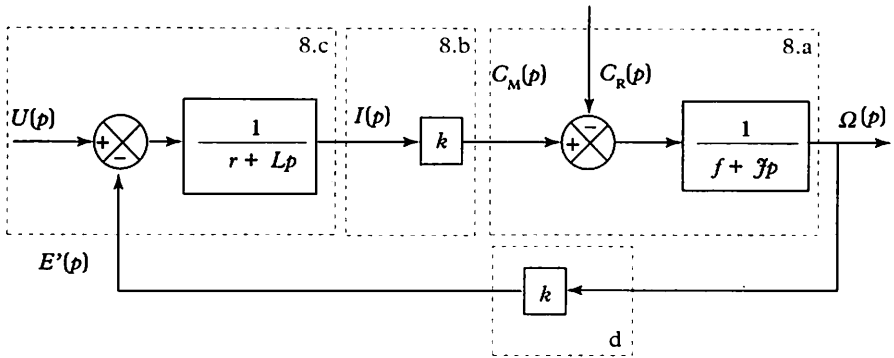 8.c
8.b
8.a
C_M(p)
C_R(p)
U(p)
I(p)
Ω(p)
+
−
1
r + Lp
k
+
−
1
f + 𝒥p
E'(p)
k
d